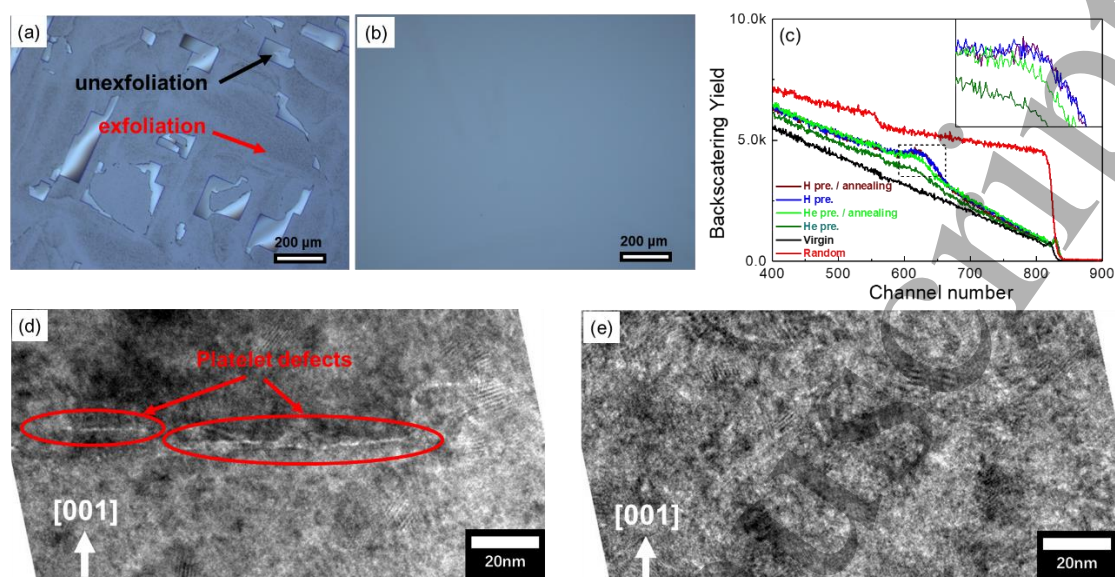 (a)
unexfoliation
exfoliation
200 µm
(b)
200 µm
(c)
10.0k
5.0k
0.0
Backscatering Yield
H pre. / annealing
H pre.
He pre. / annealing
He pre.
Virgin
Random
400 500 600 700 800 900
Channel number
(d)
Platelet defects
[001]
20nm
(e)
[001]
20nm